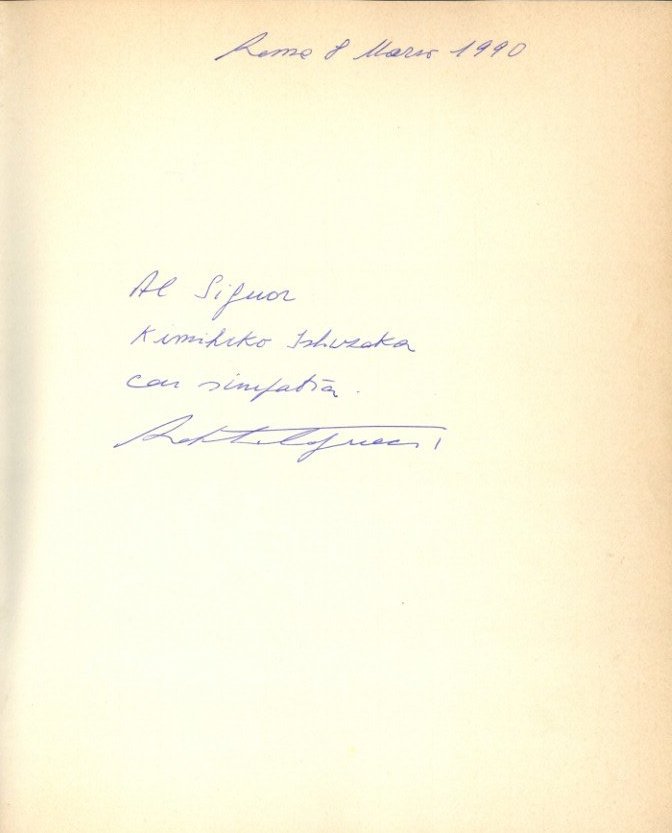 Roma 8 Marzo 1990
Al Signor
Kimihiko Ishizaka
con simpatia.